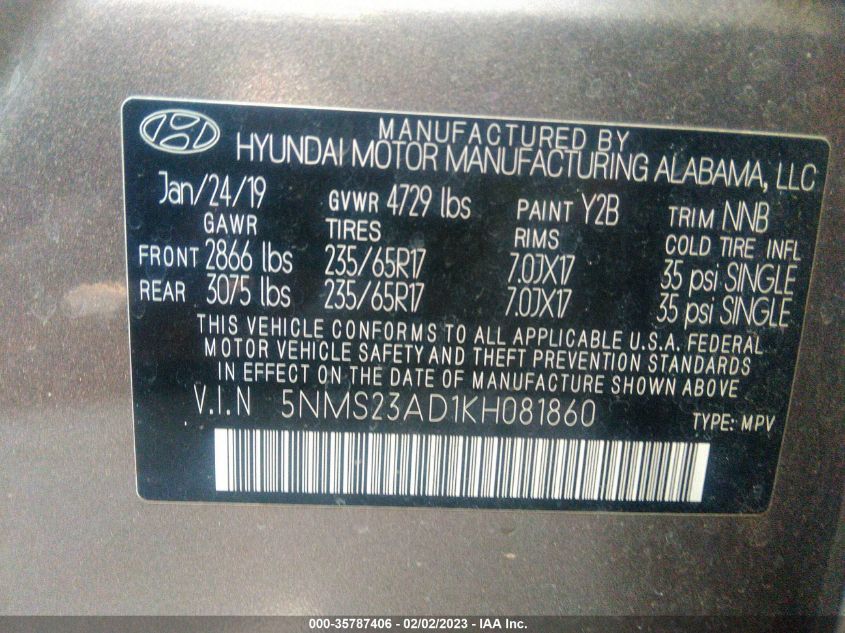 MANUFACTURED BY
HYUNDAI MOTOR MANUFACTURING ALABAMA, LLC
Jan/24/19 GVWR 4729 lbs PAINT Y2B TRIM NNB
GAWR TIRES RIMS COLD TIRE INFL
FRONT 2866 lbs 235/65R17 7.0JX17 35 psi SINGLE
REAR 3075 lbs 235/65R17 7.0JX17 35 psi SINGLE
THIS VEHICLE CONFORMS TO ALL APPLICABLE U.S.A. FEDERAL
MOTOR VEHICLE SAFETY AND THEFT PREVENTION STANDARDS
IN EFFECT ON THE DATE OF MANUFACTURE SHOWN ABOVE
V.I.N 5NMS23AD1KH081860 TYPE: MPV
000-35787406 - 02/02/2023 - IAA Inc.